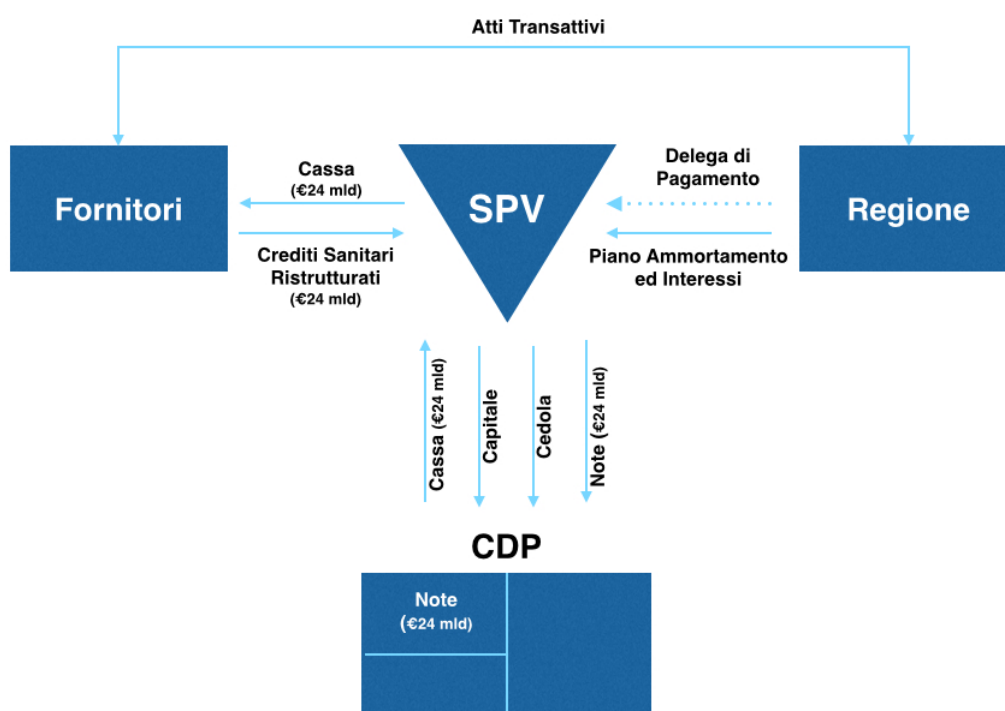 Atti Transattivi
Fornitori
Cassa
(€24 mld)
Crediti Sanitari
Ristrutturati
(€24 mld)
SPV
Delega di
Pagamento
Piano Ammortamento
ed Interessi
Regione
Cassa (€24 mld)
Capitale
Cedola
Note (€24 mld)
CDP
Note
(€24 mld)